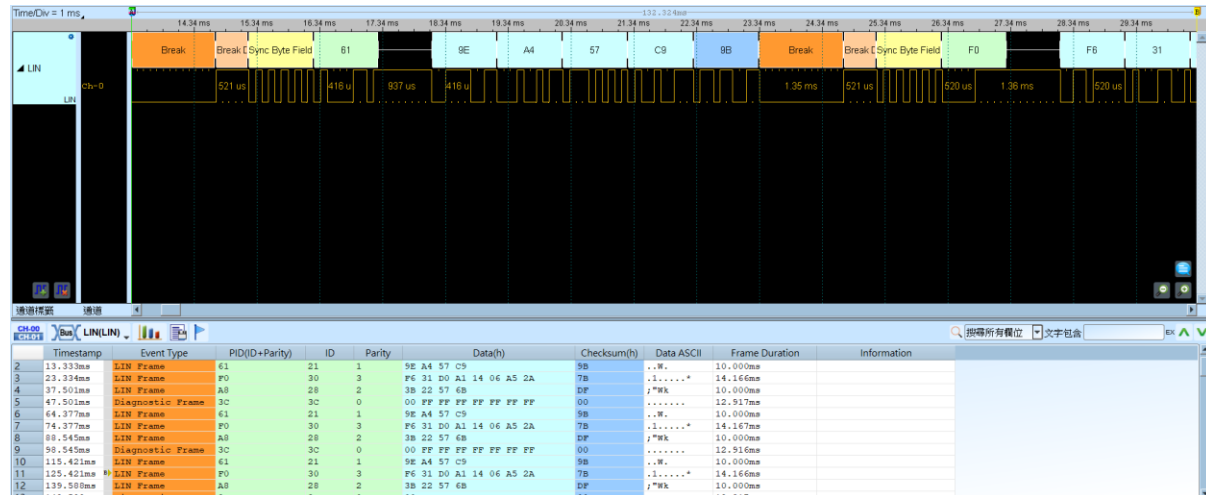 Time/Div = 1 ms
132.324ms
14.34 ms 15.34 ms 16.34 ms 17.34 ms 18.34 ms 19.34 ms 20.34 ms 21.34 ms 22.34 ms 23.34 ms 24.34 ms 25.34 ms 26.34 ms 27.34 ms 28.34 ms 29.34 ms
Break Break D Sync Byte Field 61 9E A4 57 C9 9B Break Break D Sync Byte Field F0 F6 31
LIN
Ch-0 521 us 416 u 937 us 416 u 1.35 ms 521 us 520 us 1.36 ms 520 us
LIN
通道標籤 通道
CH-00 CH-01 Bus LIN(LIN) 搜尋所有欄位 文字包含 EX
Timestamp Event Type PID(ID+Parity) ID Parity Data(h) Checksum(h) Data ASCII Frame Duration Information
2 13.333ms LIN Frame 61 21 1 9E A4 57 C9 9B ..W. 10.000ms
3 23.334ms LIN Frame F0 30 3 F6 31 D0 A1 14 06 A5 2A 7B .1.....* 14.166ms
4 37.501ms LIN Frame A8 28 2 3B 22 57 6B DF ;"Wk 10.000ms
5 47.501ms Diagnostic Frame 3C 3C 0 00 FF FF FF FF FF FF FF 00 ....... 12.917ms
6 64.377ms LIN Frame 61 21 1 9E A4 57 C9 9B ..W. 10.000ms
7 74.377ms LIN Frame F0 30 3 F6 31 D0 A1 14 06 A5 2A 7B .1.....* 14.167ms
8 88.545ms LIN Frame A8 28 2 3B 22 57 6B DF ;"Wk 10.000ms
9 98.545ms Diagnostic Frame 3C 3C 0 00 FF FF FF FF FF FF FF 00 ....... 12.916ms
10 115.421ms LIN Frame 61 21 1 9E A4 57 C9 9B ..W. 10.000ms
11 125.421ms LIN Frame F0 30 3 F6 31 D0 A1 14 06 A5 2A 7B .1.....* 14.166ms
12 139.588ms LIN Frame A8 28 2 3B 22 57 6B DF ;"Wk 10.000ms